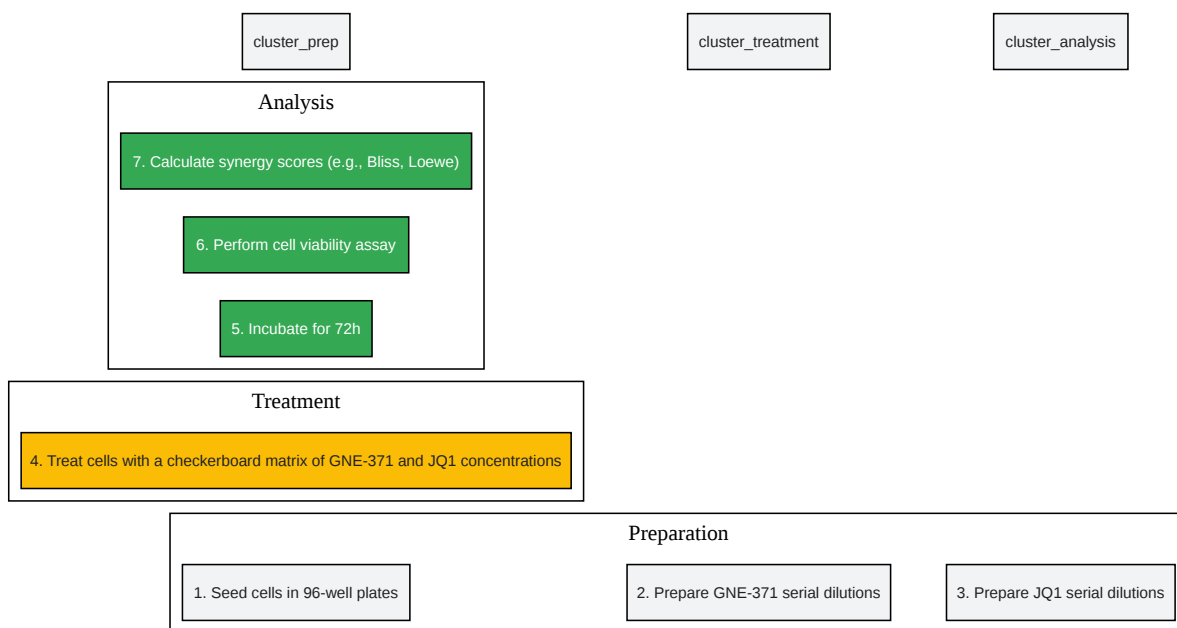 cluster_prep
cluster_treatment
cluster_analysis
Analysis
7. Calculate synergy scores (e.g., Bliss, Loewe)
6. Perform cell viability assay
5. Incubate for 72h
Treatment
4. Treat cells with a checkerboard matrix of GNE-371 and JQ1 concentrations
Preparation
1. Seed cells in 96-well plates
2. Prepare GNE-371 serial dilutions
3. Prepare JQ1 serial dilutions